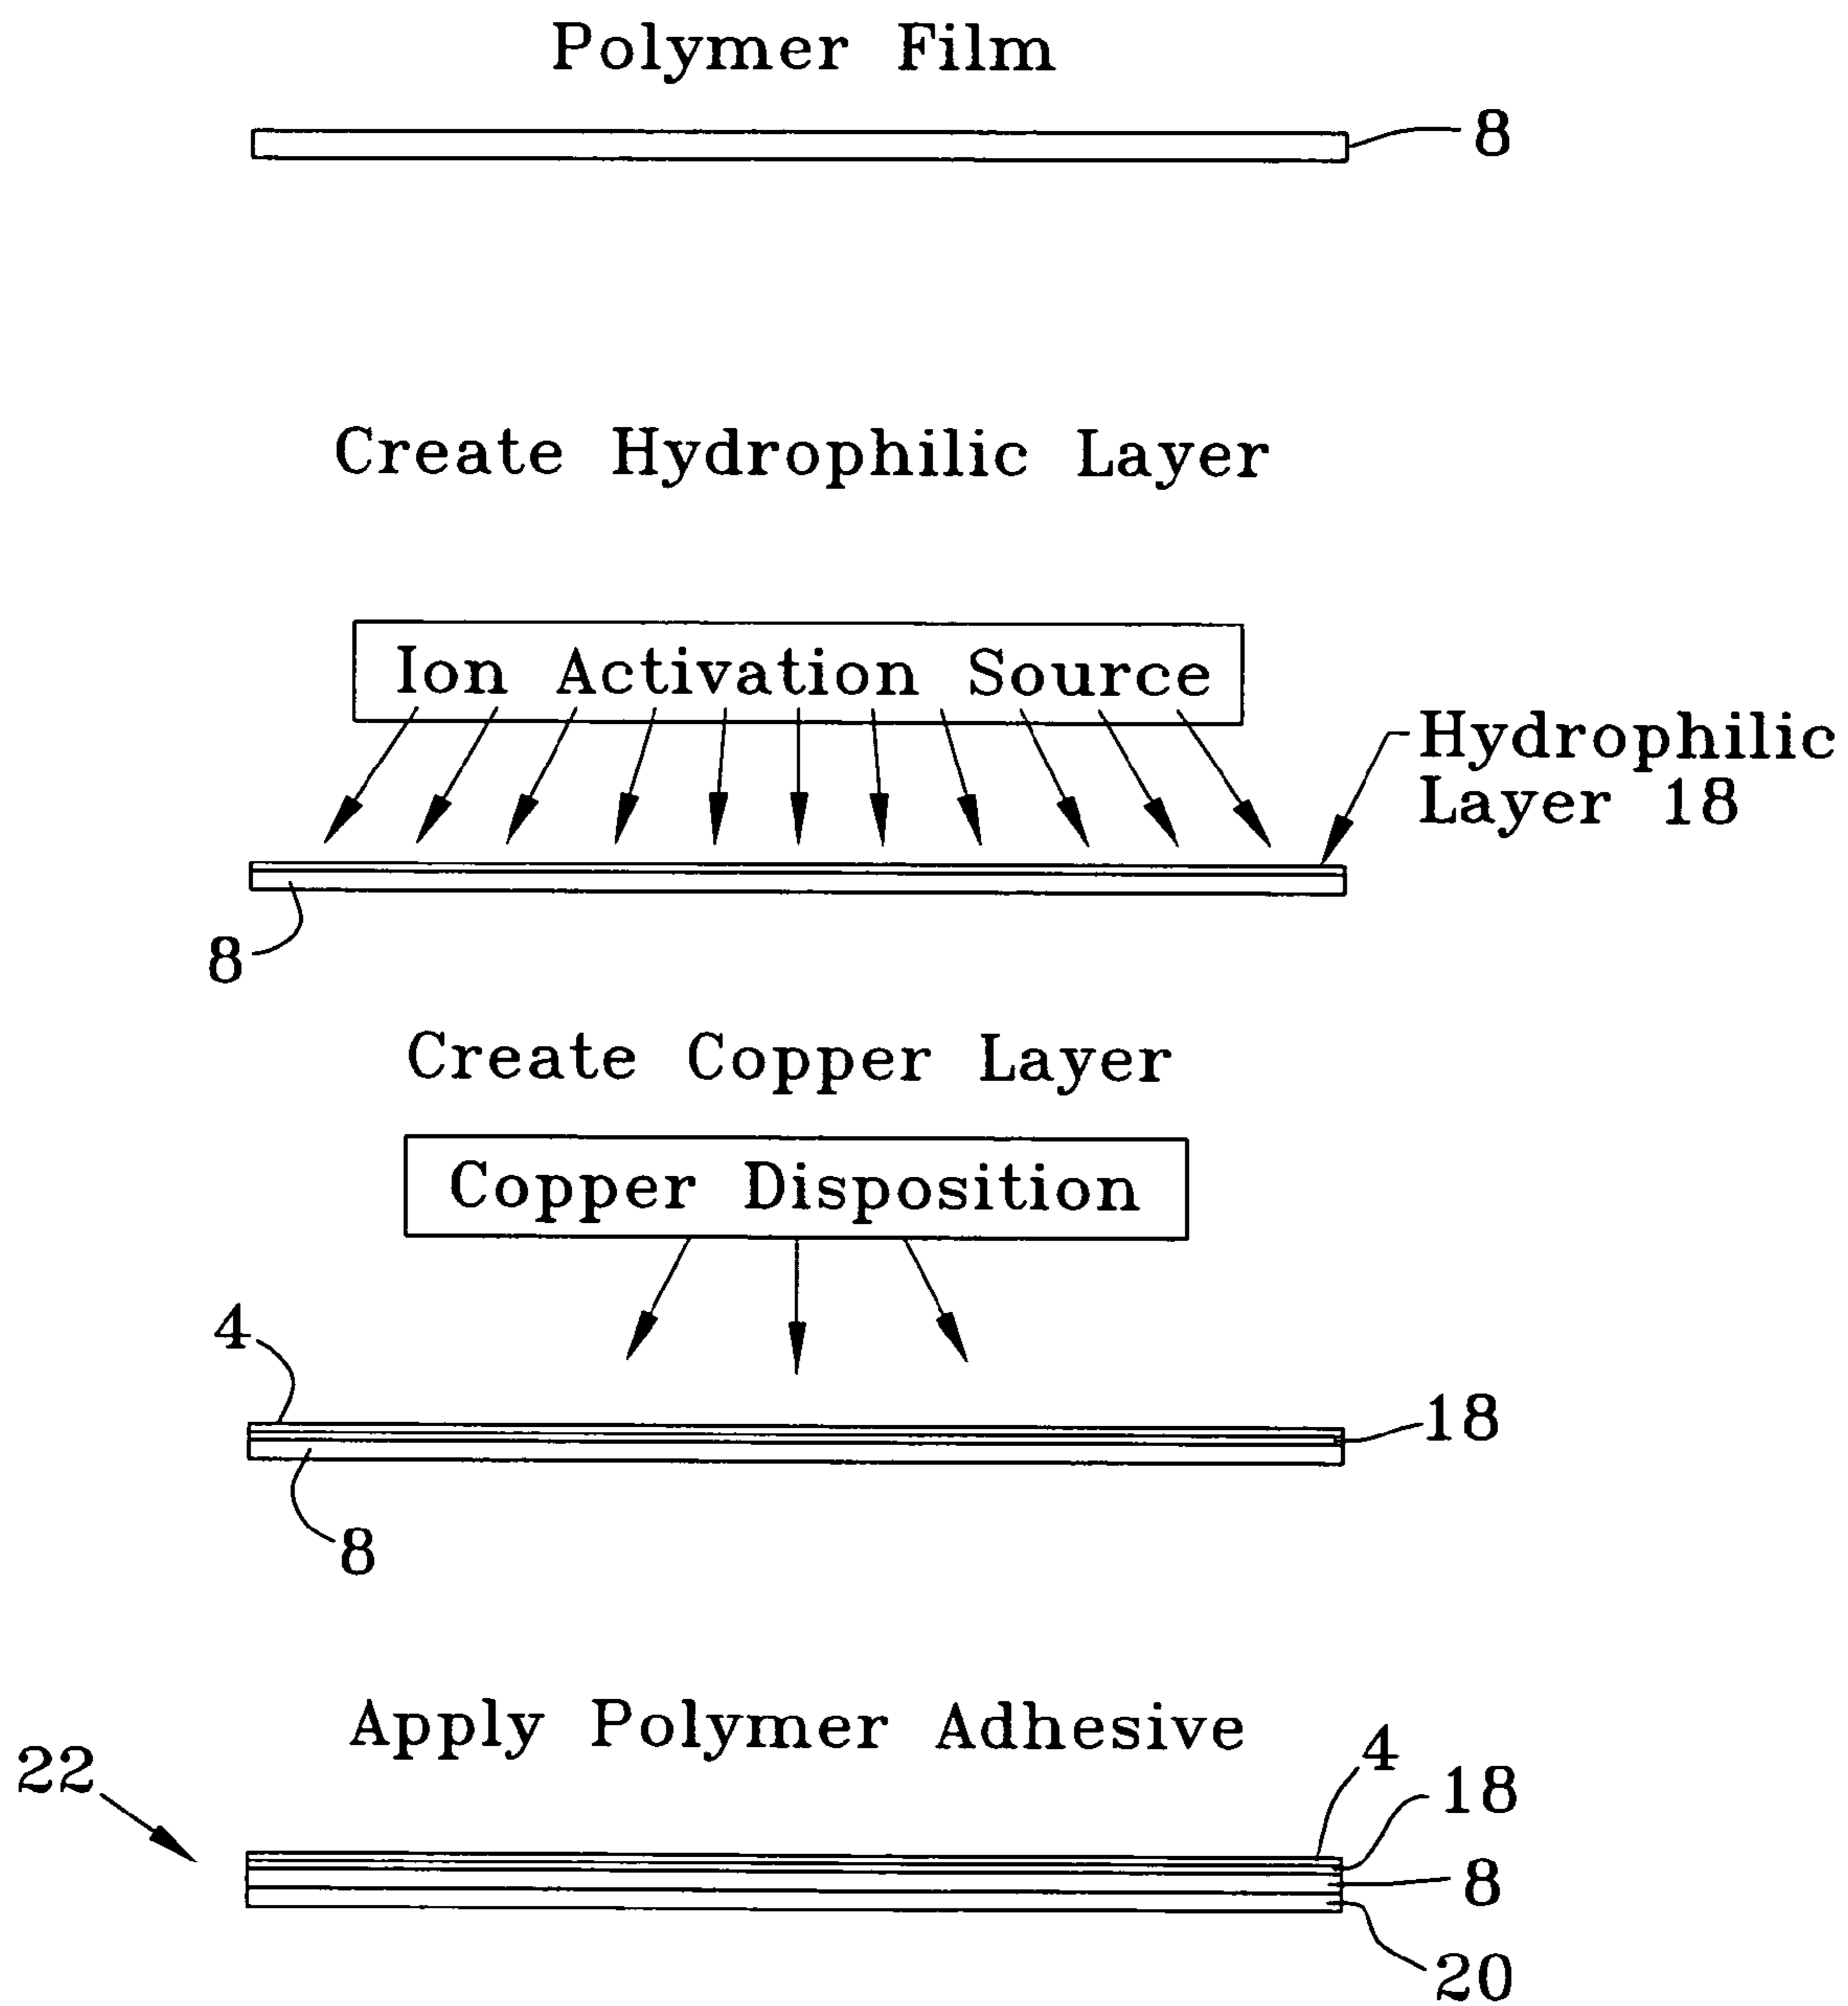 Polymer Film
8
Create Hydrophilic Layer
Ion Activation Source
Hydrophilic
Layer 18
8
Create Copper Layer
Copper Disposition
4
18
8
Apply Polymer Adhesive
22
4
18
8
20